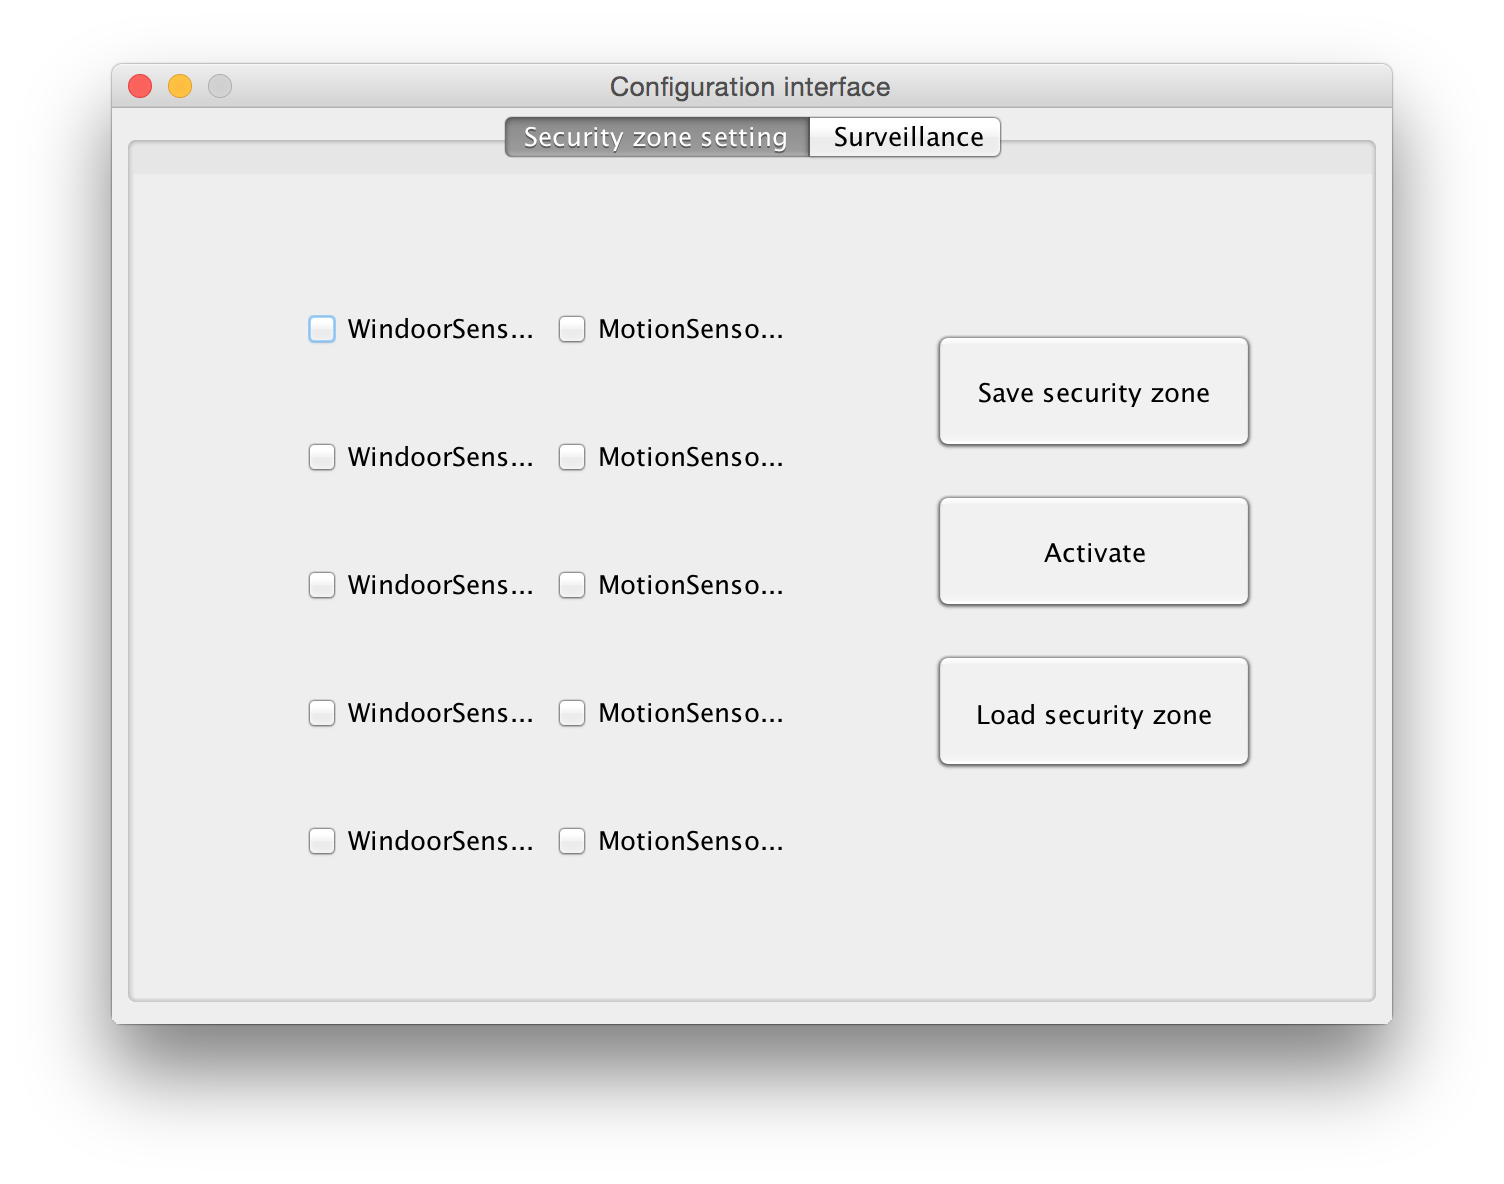 Configuration interface
Security zone setting Surveillance
WindoorSens... MotionSenso...
Save security zone
WindoorSens... MotionSenso...
Activate
WindoorSens... MotionSenso...
WindoorSens... MotionSenso...
Load security zone
WindoorSens... MotionSenso...